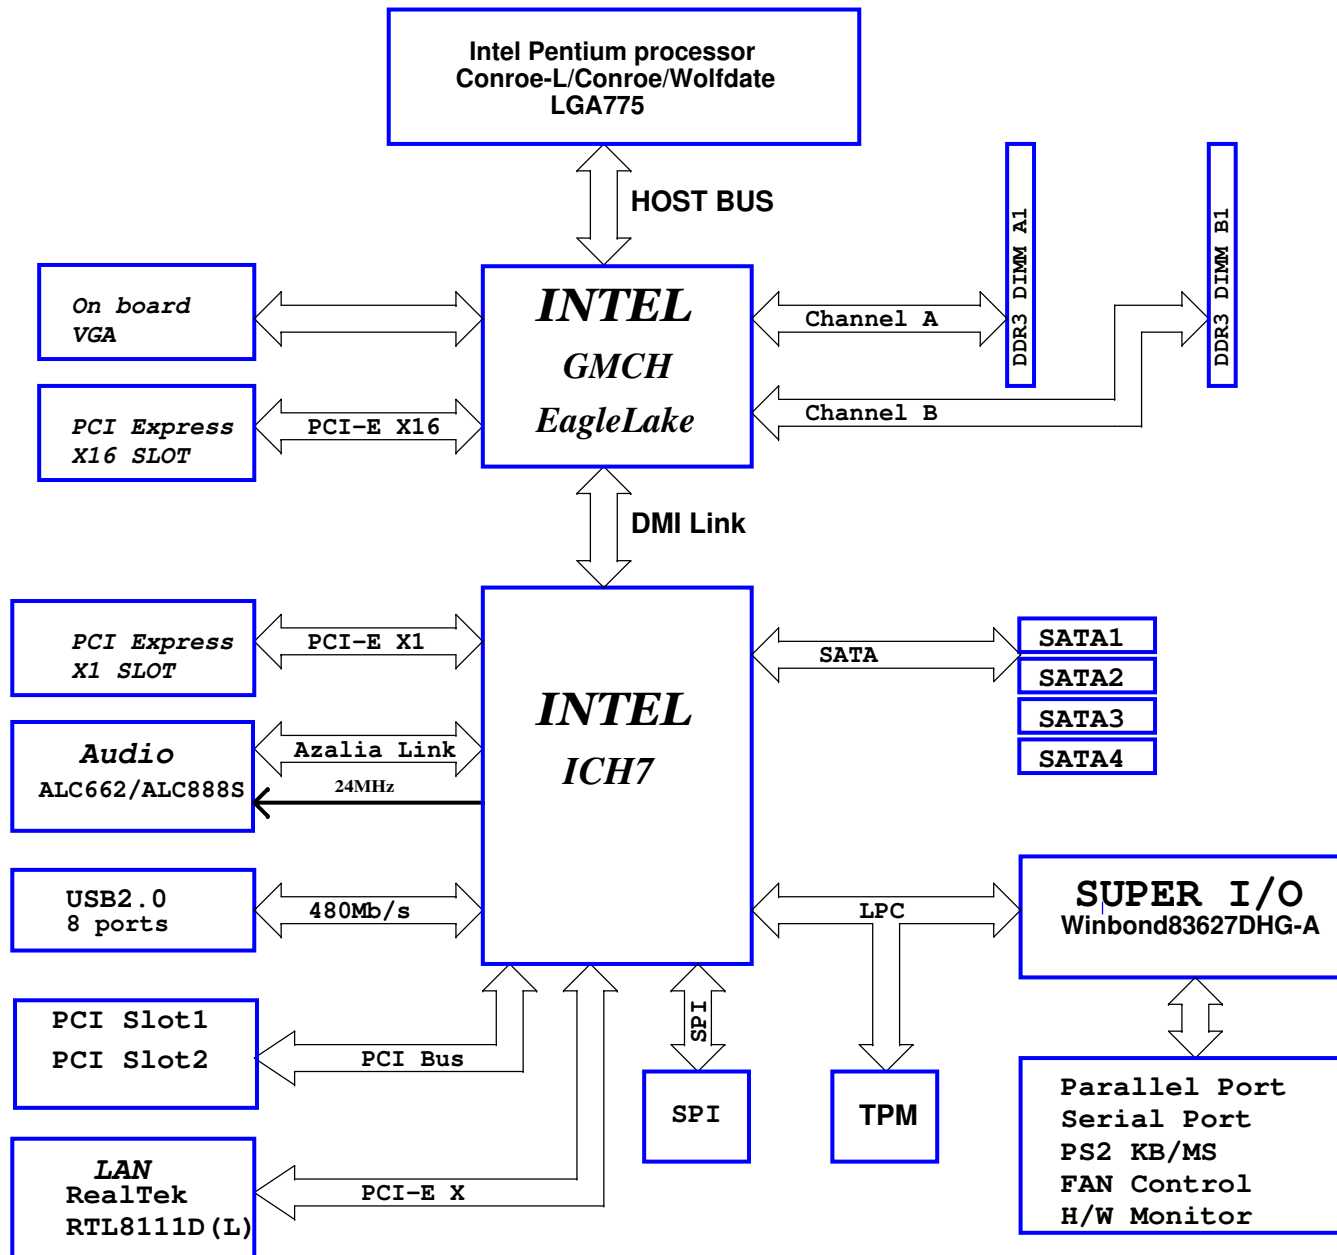 Intel Pentium processor
Conroe-L/Conroe/Wolfdate
LGA775
HOST BUS
On board
VGA
INTEL
GMCH
EagleLake
Channel A
DDR3 DIMM A1
DDR3 DIMM B1
PCI Express
X16 SLOT
PCI-E X16
Channel B
DMI Link
PCI Express
X1 SLOT
PCI-E X1
INTEL
ICH7
SATA
SATA1
SATA2
SATA3
SATA4
Audio
ALC662/ALC888S
Azalia Link
24MHz
USB2.0
8 ports
480Mb/s
LPC
SUPER I/O
Winbond83627DHG-A
PCI Slot1
PCI Slot2
PCI Bus
SPI
SPI
TPM
Parallel Port
Serial Port
PS2 KB/MS
FAN Control
H/W Monitor
LAN
RealTek
RTL8111D(L)
PCI-E X